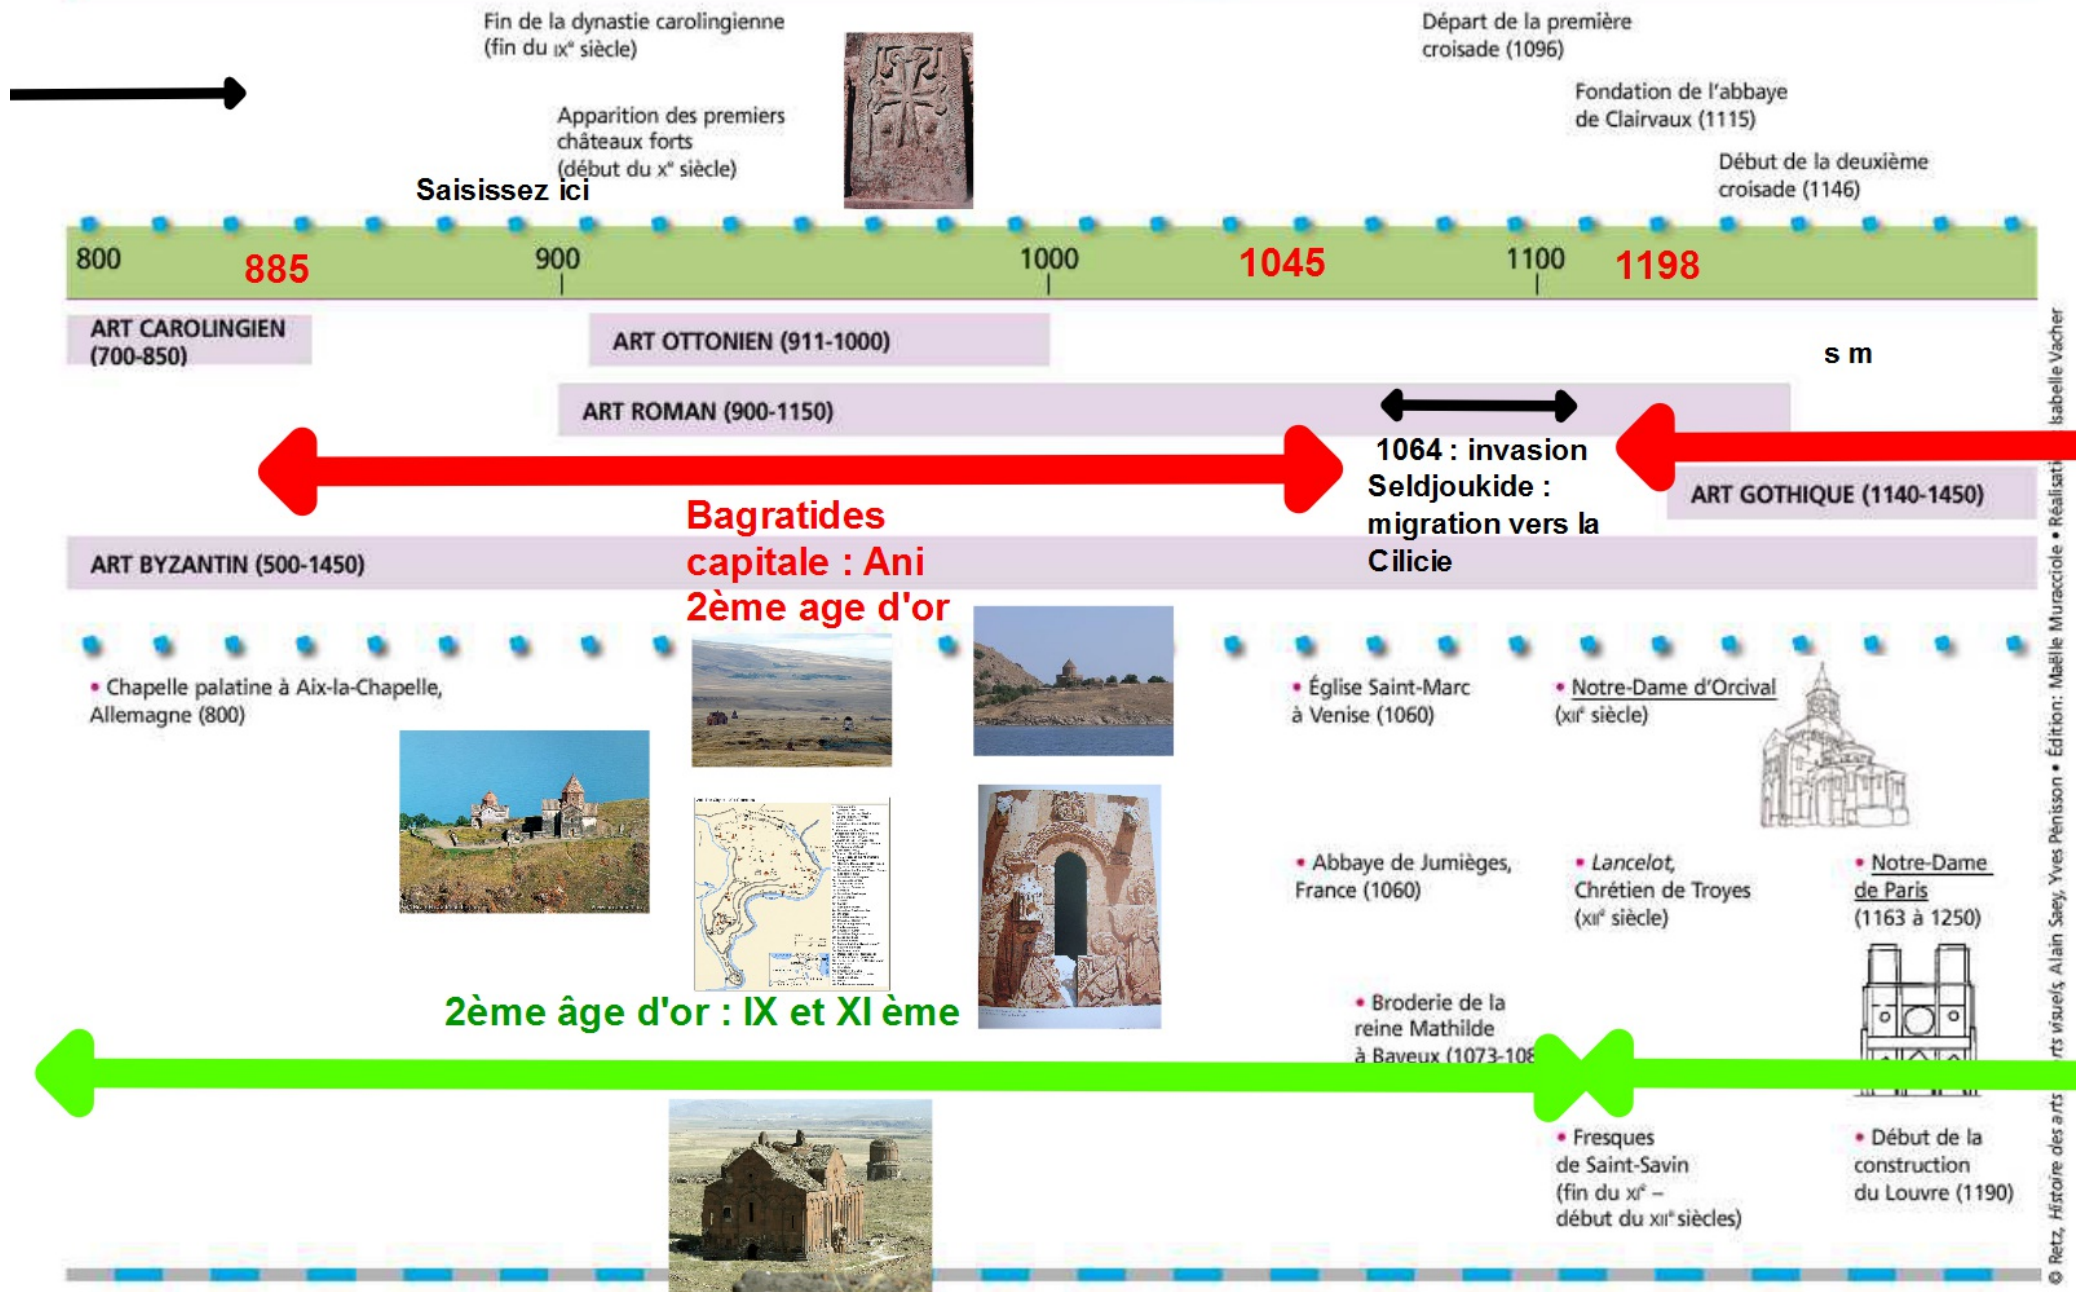 Fin de la dynastie carolingienne
(fin du IXe siècle)
Départ de la première
croisade (1096)
Apparition des premiers
châteaux forts
(début du Xe siècle)
Fondation de l'abbaye
de Clairvaux (1115)
Début de la deuxième
croisade (1146)
Saisissez ici
800
885
900
1000
1045
1100
1198
ART CAROLINGIEN
(700-850)
ART OTTONIEN (911-1000)
s m
ART ROMAN (900-1150)
1064 : invasion
Seldjoukide :
migration vers la
Cilicie
ART GOTHIQUE (1140-1450)
Bagratides
capitale : Ani
2ème age d'or
ART BYZANTIN (500-1450)
• Chapelle palatine à Aix-la-Chapelle,
Allemagne (800)
• Église Saint-Marc
à Venise (1060)
• Notre-Dame d'Orcival
(XIIe siècle)
• Abbaye de Jumièges,
France (1060)
• Lancelot,
Chrétien de Troyes
(XIIe siècle)
• Notre-Dame
de Paris
(1163 à 1250)
2ème âge d'or : IX et XI ème
• Broderie de la
reine Mathilde
à Bayeux (1073-108
• Fresques
de Saint-Savin
(fin du XIe –
début du XIIe siècles)
• Début de la
construction
du Louvre (1190)
© Retz, Histoire des arts rts visuels, Alain Saey, Yves Pénisson • Édition: Maëlle Muracciole • Réalisati Isabelle Vacher